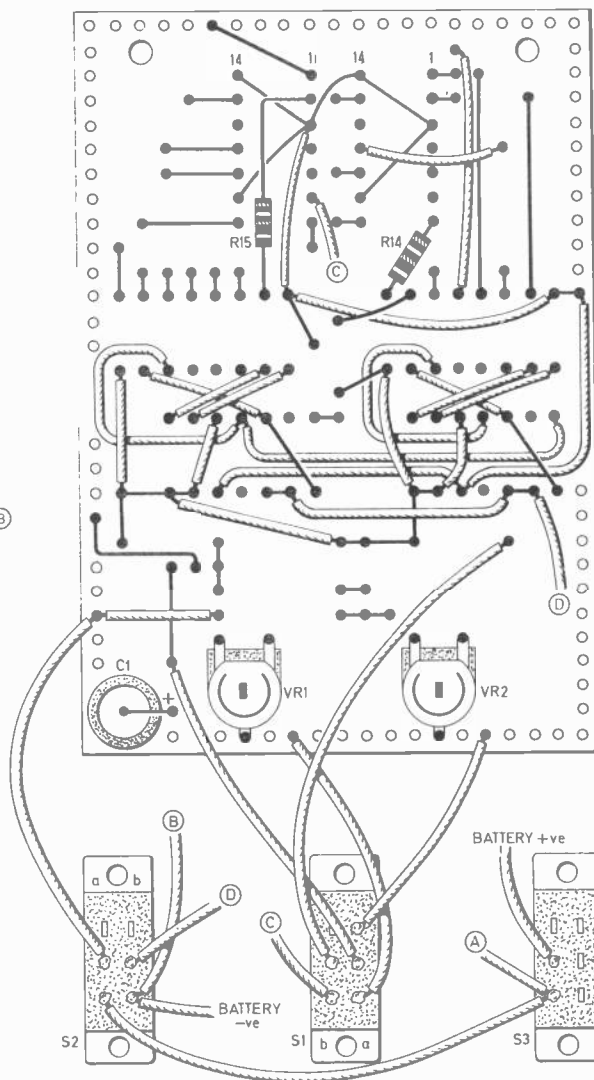 14 1 14 1
R15
C
R14
B
D
C1
+
VR1
VR2
B
BATTERY +ve
a b
D
C
A
BATTERY
-ve
S2
S1
b a
S3